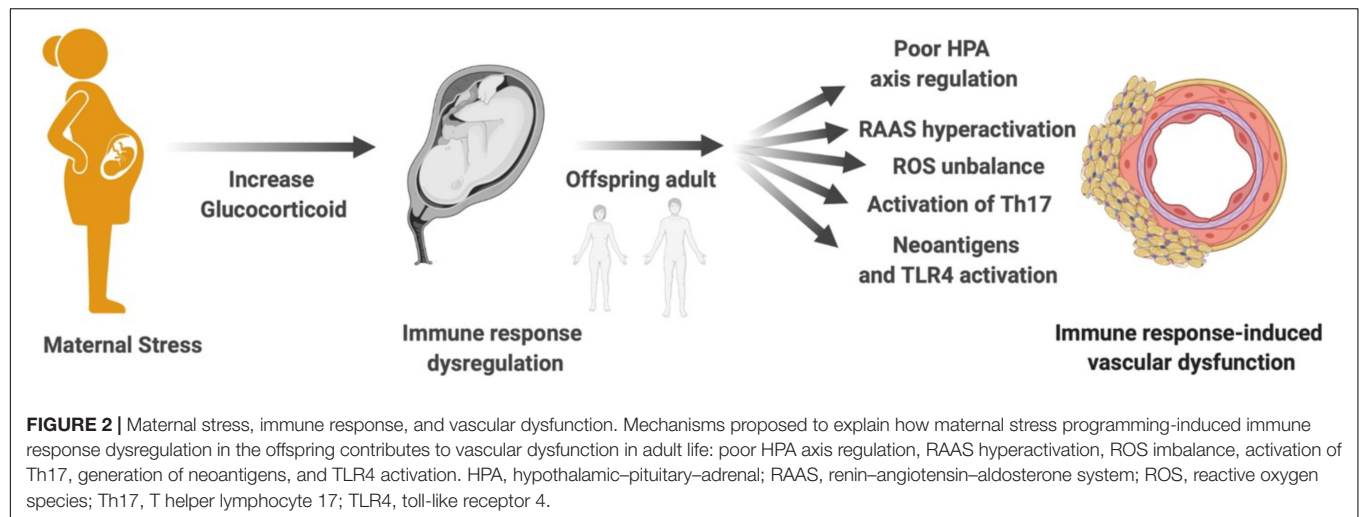 Maternal Stress
Increase
Glucocorticoid
Immune response
dysregulation
Offspring adult
Poor HPA
axis regulation
RAAS hyperactivation
ROS unbalance
Activation of Th17
Neoantigens
and TLR4 activation
Immune response-induced
vascular dysfunction
FIGURE 2 | Maternal stress, immune response, and vascular dysfunction. Mechanisms proposed to explain how maternal stress programming-induced immune
response dysregulation in the offspring contributes to vascular dysfunction in adult life: poor HPA axis regulation, RAAS hyperactivation, ROS imbalance, activation of
Th17, generation of neoantigens, and TLR4 activation. HPA, hypothalamic–pituitary–adrenal; RAAS, renin–angiotensin–aldosterone system; ROS, reactive oxygen
species; Th17, T helper lymphocyte 17; TLR4, toll-like receptor 4.